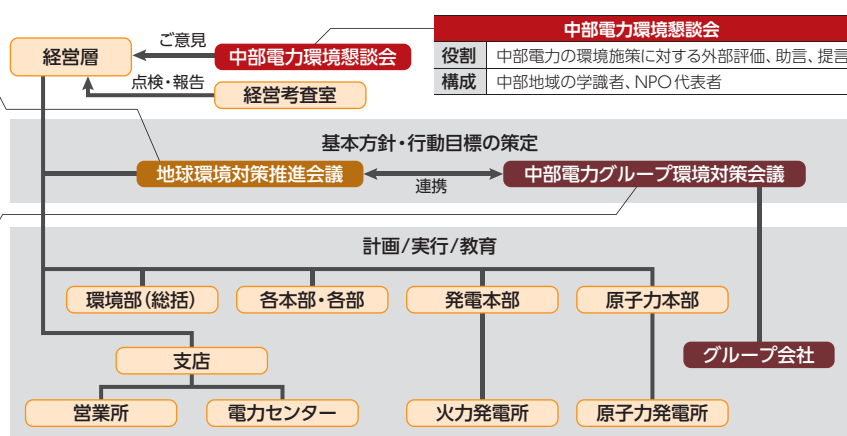 中部電力環境懇談会
役割 中部電力の環境施策に対する外部評価、助言、提言
構成 中部地域の学識者、NPO代表者
経営層
ご意見
中部電力環境懇談会
点検・報告
経営考査室
基本方針・行動目標の策定
地球環境対策推進会議
連携
中部電力グループ環境対策会議
計画/実行/教育
環境部(総括)
各本部・各部
発電本部
原子力本部
支店
グループ会社
営業所
電力センター
火力発電所
原子力発電所